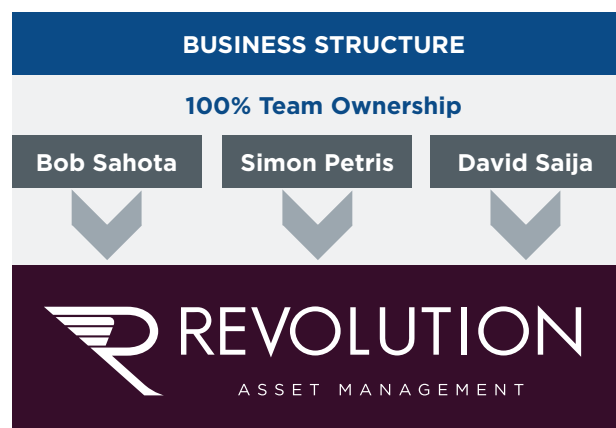 BUSINESS STRUCTURE
100% Team Ownership
Bob Sahota
Simon Petris
David Saija
REVOLUTION
ASSET MANAGEMENT